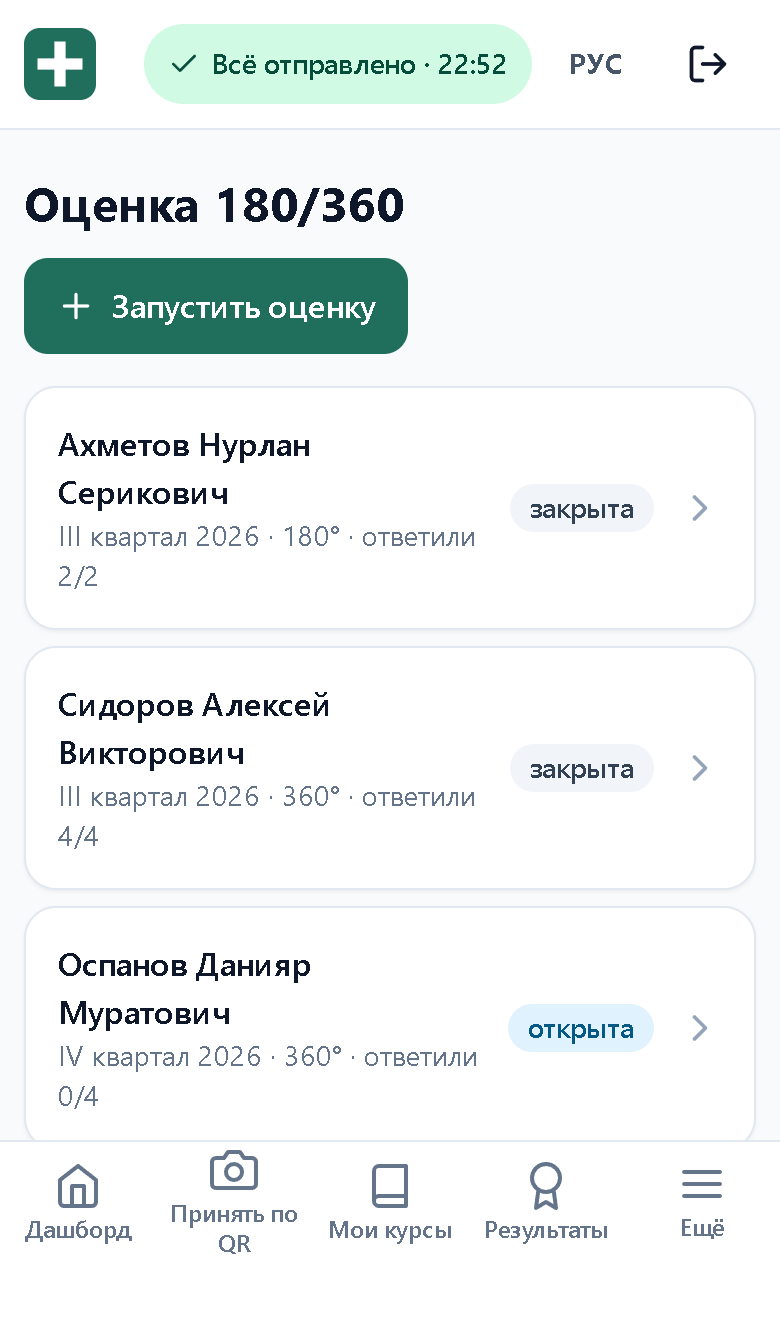 Всё отправлено · 22:52
РУС
Оценка 180/360
Запустить оценку
Ахметов Нурлан
Серикович
III квартал 2026 · 180° · ответили
2/2
закрыта
Сидоров Алексей
Викторович
III квартал 2026 · 360° · ответили
4/4
закрыта
Оспанов Данияр
Муратович
IV квартал 2026 · 360° · ответили
0/4
открыта
Дашборд
Принять по
QR
Мои курсы
Результаты
Ещё